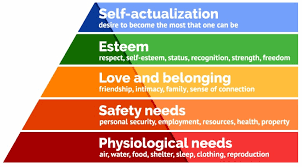 Self-actualization
desire to become the most that one can be
Esteem
respect, self-esteem, status, recognition, strength, freedom
Love and belonging
friendship, intimacy, family, sense of connection
Safety needs
personal security, employment, resources, health, property
Physiological needs
air, water, food, shelter, sleep, clothing, reproduction